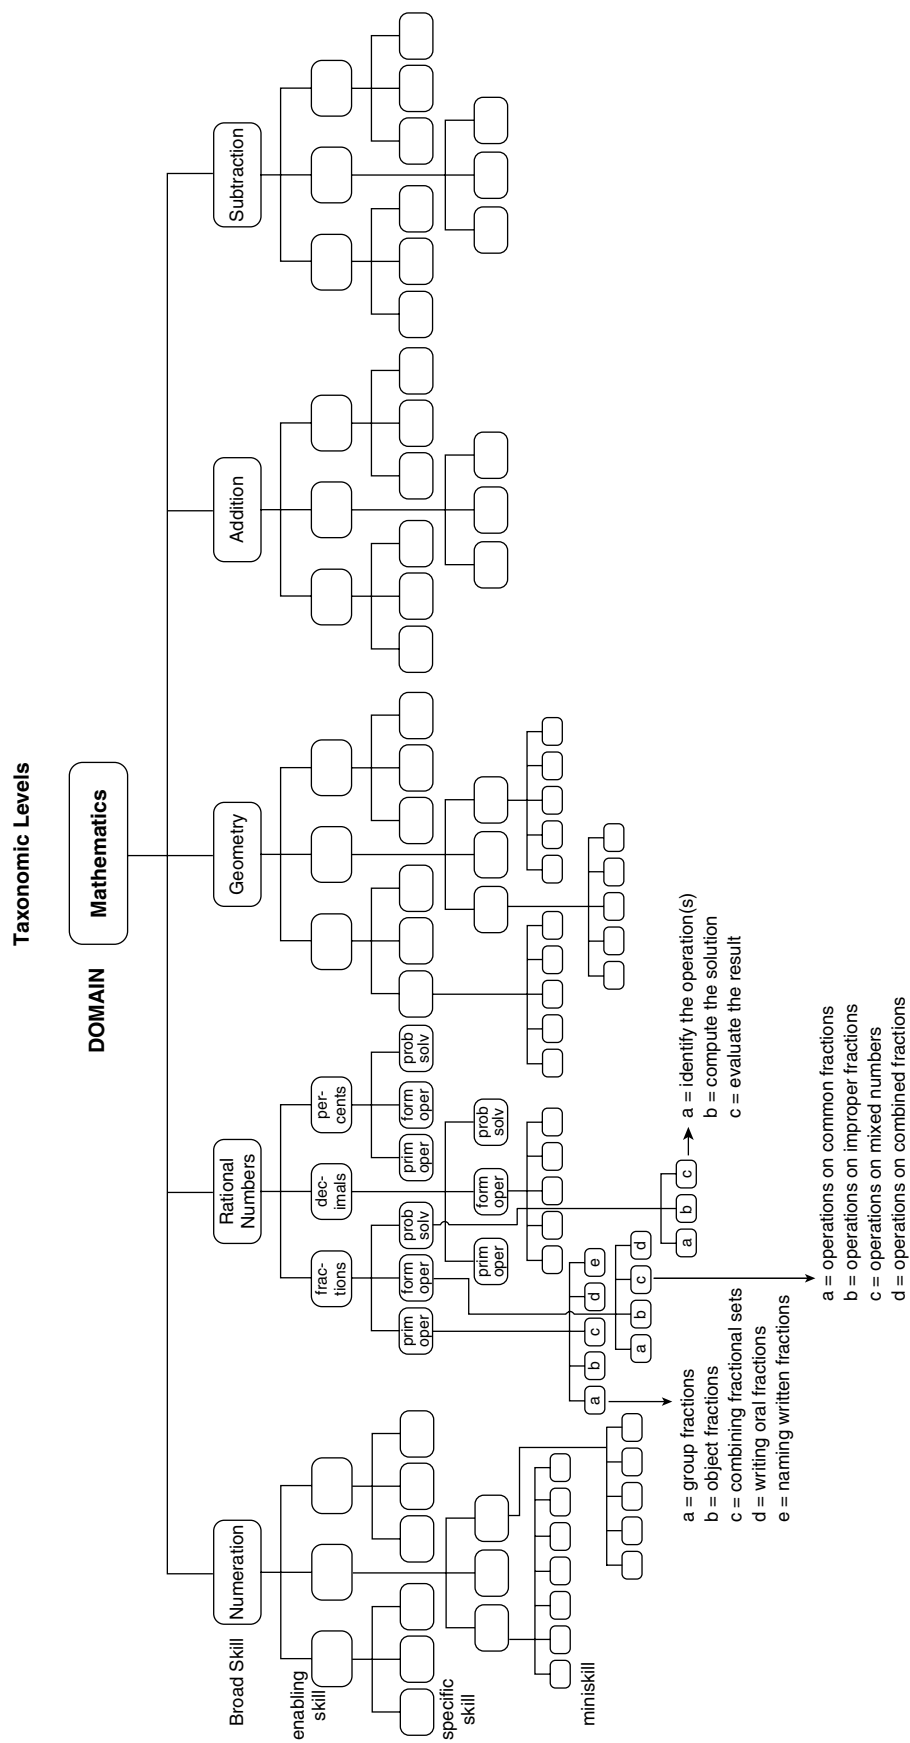 Taxonomic Levels
DOMAIN
Mathematics
Broad Skill
Numeration
Rational
Numbers
Geometry
Addition
Subtraction
enabling
skill
frac-
tions
dec-
imals
per-
cents
specific
skill
prim
oper
form
oper
prob
solv
prim
oper
form
oper
prob
solv
prim
oper
form
oper
prob
solv
miniskill
a
b
c
d
e
a
b
c
d
a
b
c
a = group fractions
b = object fractions
c = combining fractional sets
d = writing oral fractions
e = naming written fractions
a = identify the operation(s)
b = compute the solution
c = evaluate the result
a = operations on common fractions
b = operations on improper fractions
c = operations on mixed numbers
d = operations on combined fractions